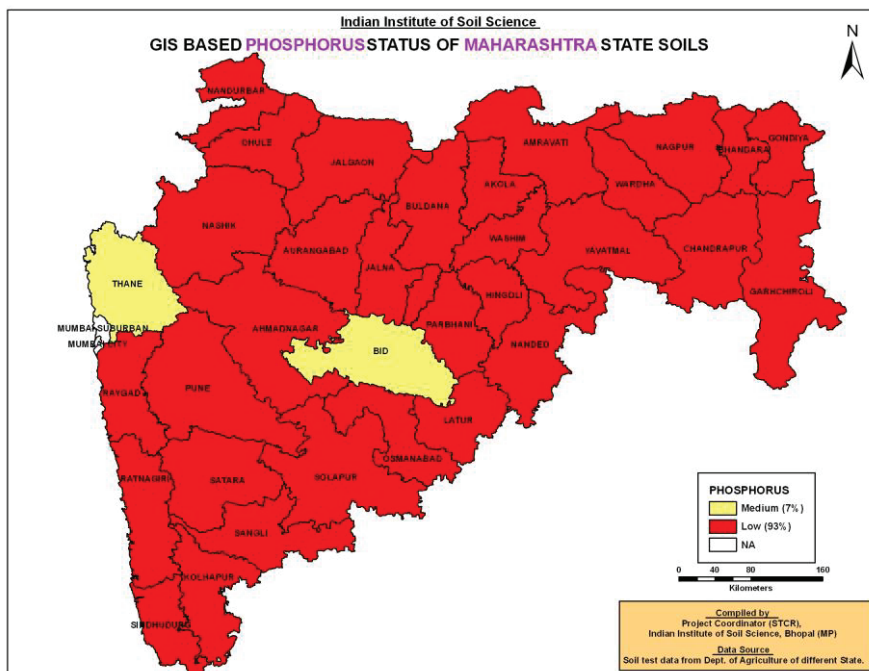 Indian Institute of Soil Science
GIS BASED PHOSPHORUS STATUS OF MAHARASHTRA STATE SOILS
N
NANDURBAR
DHULE
JALGAON
AMRAVATI
NAGPUR
BHANDARA
GONDIYA
AKOLA
WARDHA
BULDANA
NASHIK
WASHIM
YAVATMAL
CHANDRAPUR
AURANGABAD
JALNA
THANE
HINGOLI
GARHCHIROLI
MUMBAI SUBURBAN
AHMADNAGAR
PARBHANI
MUMBAI CITY
BID
NANDED
RAYGAD
PUNE
LATUR
OSMANABAD
RATNAGIRI
SATARA
SOLAPUR
SANGLI
KOLHAPUR
SINDHUDURG
PHOSPHORUS
Medium (7%)
Low (93%)
NA
0 20 40 80 120 160
Kilometers
Compiled by
Project Coordinator (STCR),
Indian Institute of Soil Science, Bhopal (MP)
Data Source
Soil test data from Dept. of Agriculture of different State.